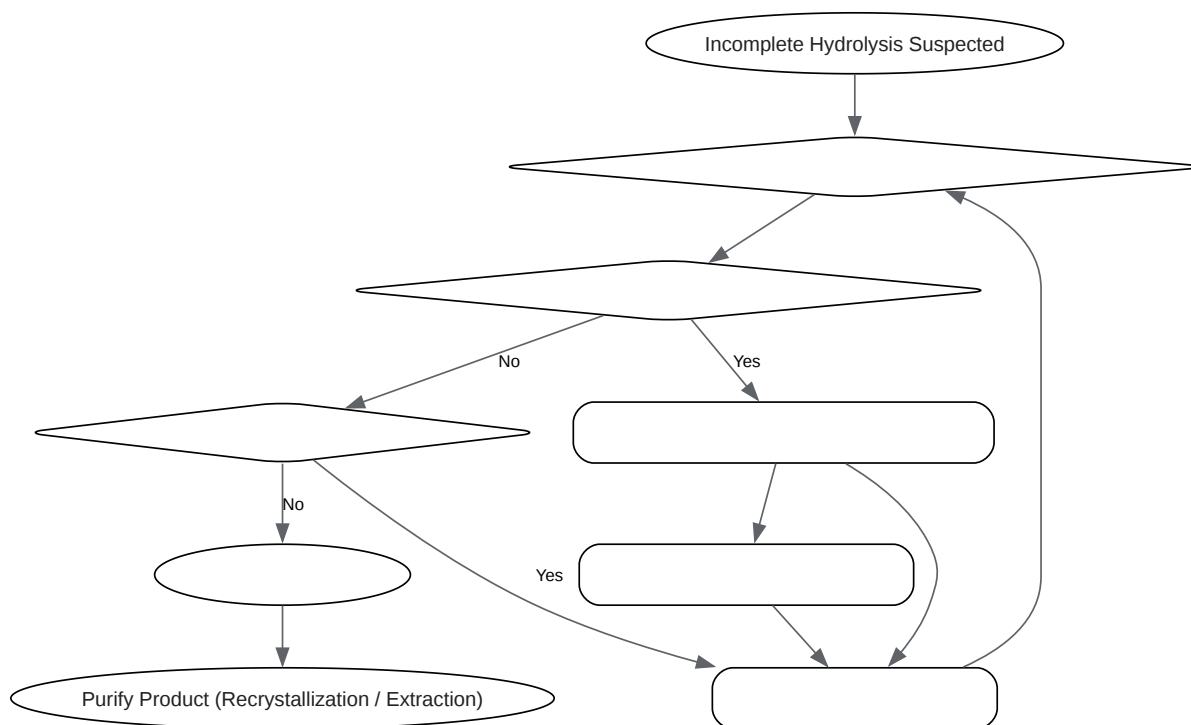 Incomplete Hydrolysis Suspected
No
Yes
No
Yes
Purify Product (Recrystallization / Extraction)